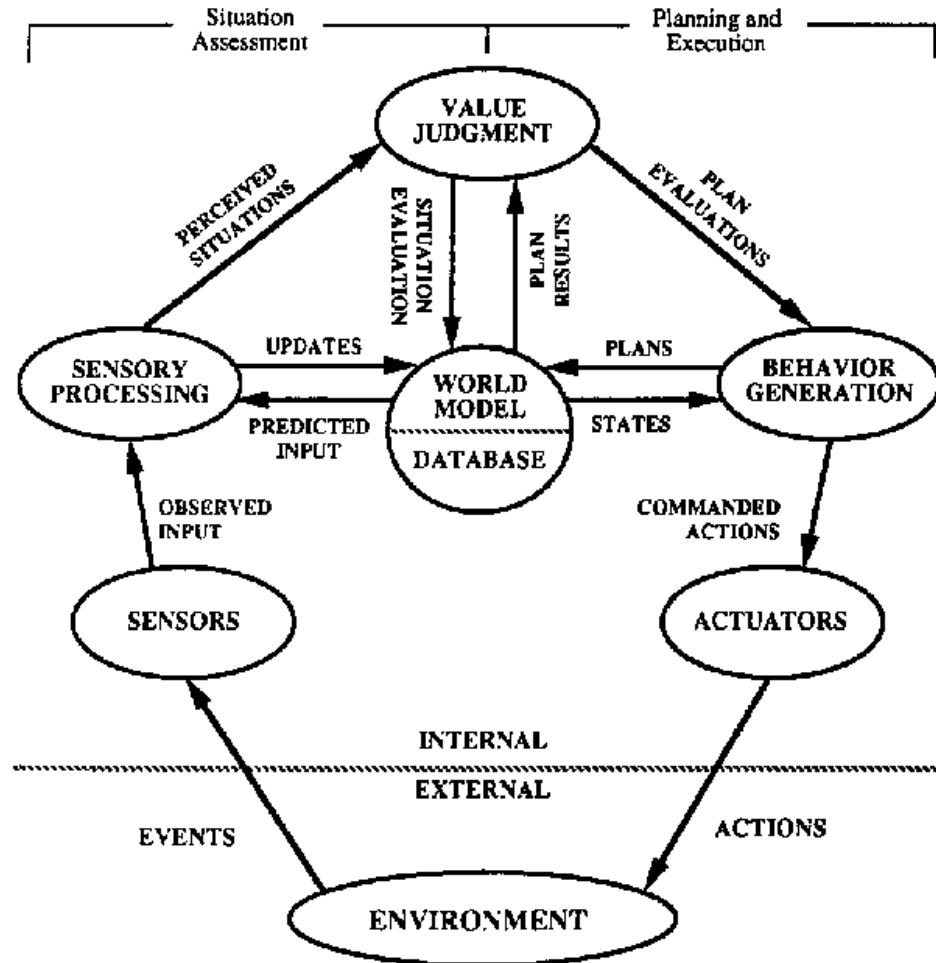 Situation
Assessment
Planning and
Execution
VALUE
JUDGMENT
PERCEIVED
SITUATIONS
SITUATION
EVALUATION
PLAN
RESULTS
PLAN
EVALUATIONS
SENSORY
PROCESSING
UPDATES
PREDICTED
INPUT
WORLD
MODEL
DATABASE
PLANS
STATES
BEHAVIOR
GENERATION
OBSERVED
INPUT
COMMANDED
ACTIONS
SENSORS
ACTUATORS
INTERNAL
EXTERNAL
EVENTS
ACTIONS
ENVIRONMENT